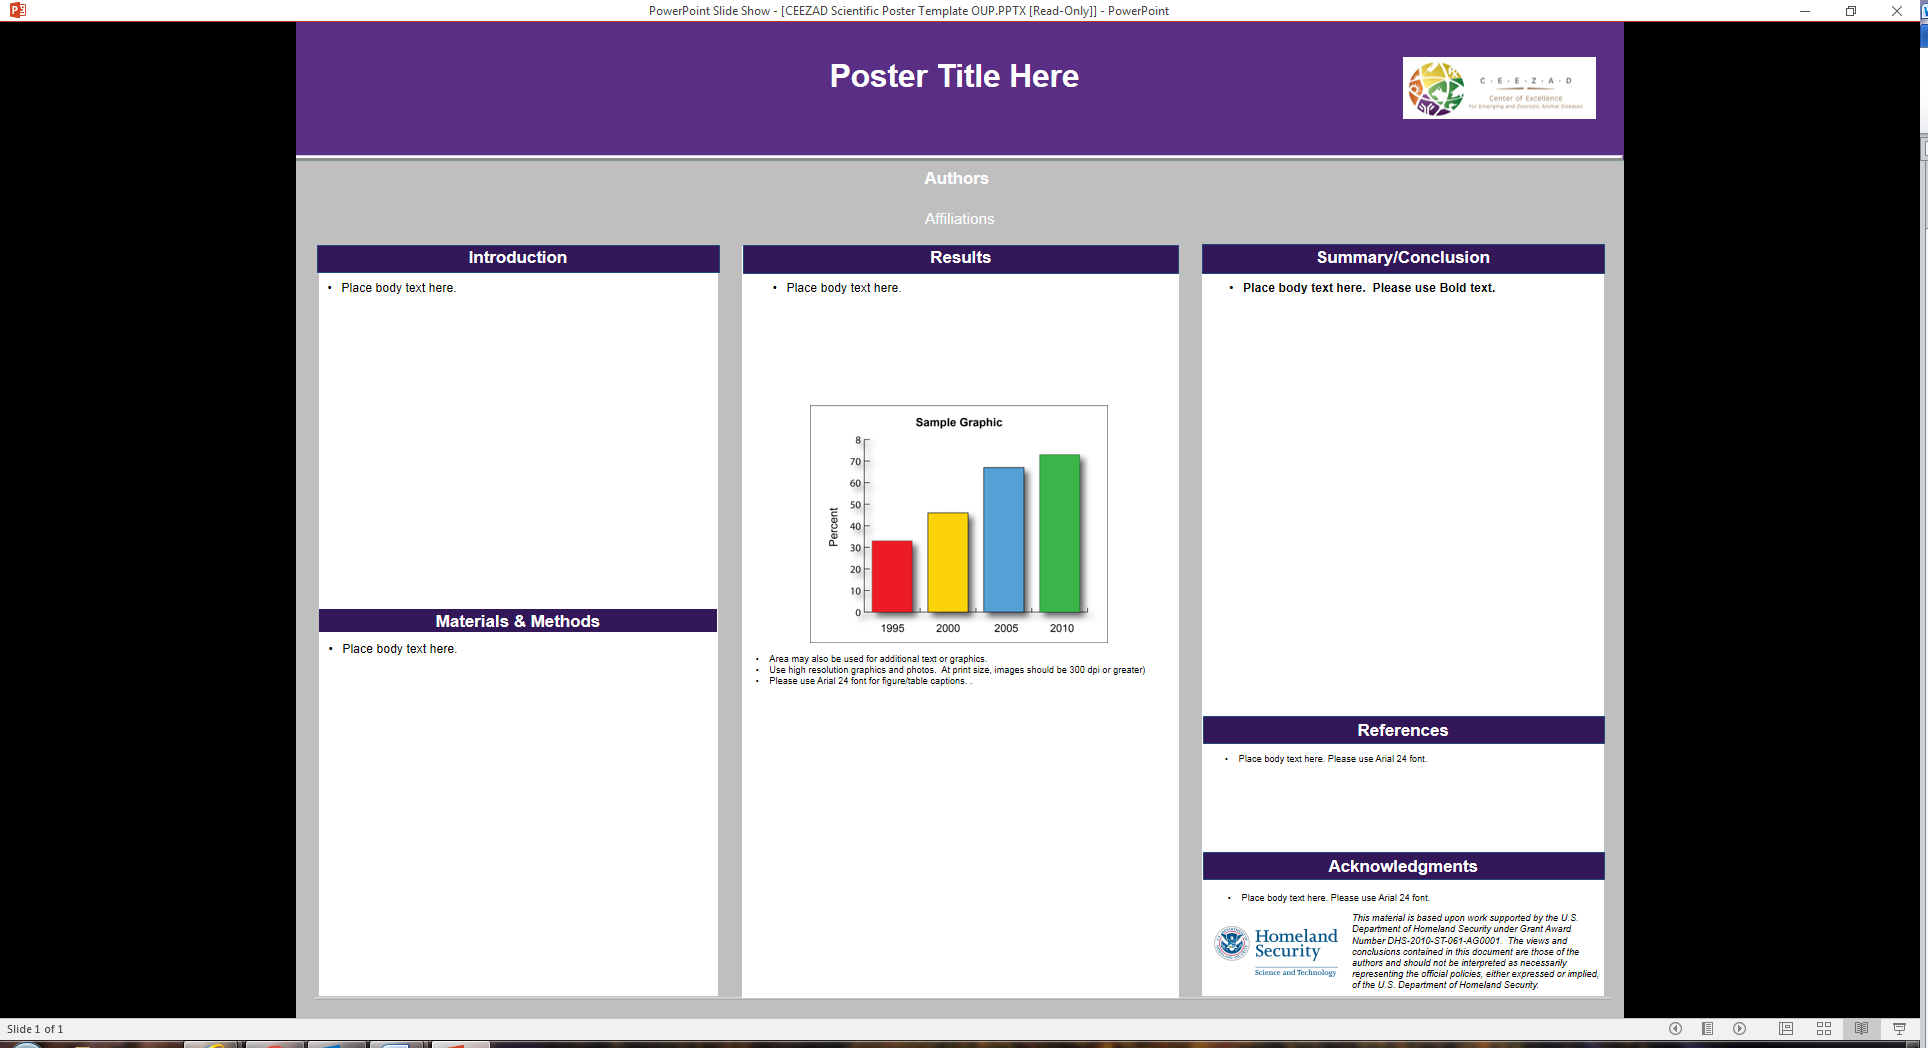 PowerPoint Slide Show - [CEEZAD Scientific Poster Template OUP.PPTX [Read-Only]] - PowerPoint
Poster Title Here
C·E·E·Z·A·D
Center of Excellence
for Emerging and Zoonotic Animal Diseases
Authors
Affiliations
Introduction
• Place body text here.
Materials & Methods
• Place body text here.
Results
• Place body text here.
Sample Graphic
Percent
8
70
60
50
40
30
20
10
0
1995 2000 2005 2010
• Area may also be used for additional text or graphics.
• Use high resolution graphics and photos.  At print size, images should be 300 dpi or greater)
• Please use Arial 24 font for figure/table captions. .
Summary/Conclusion
• Place body text here.  Please use Bold text.
References
• Place body text here. Please use Arial 24 font.
Acknowledgments
• Place body text here. Please use Arial 24 font.
Homeland
Security
Science and Technology
This material is based upon work supported by the U.S.
Department of Homeland Security under Grant Award
Number DHS-2010-ST-061-AG0001.  The views and
conclusions contained in this document are those of the
authors and should not be interpreted as necessarily
representing the official policies, either expressed or implied,
of the U.S. Department of Homeland Security.
Slide 1 of 1